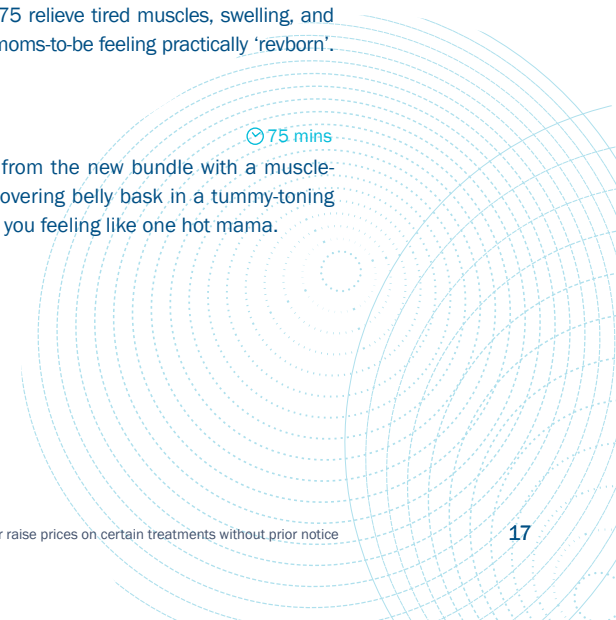 75 relieve tired muscles, swelling, and
moms-to-be feeling practically ‘revborn’.
75 mins
from the new bundle with a muscle-
overing belly bask in a tummy-toning
you feeling like one hot mama.
r raise prices on certain treatments without prior notice
17